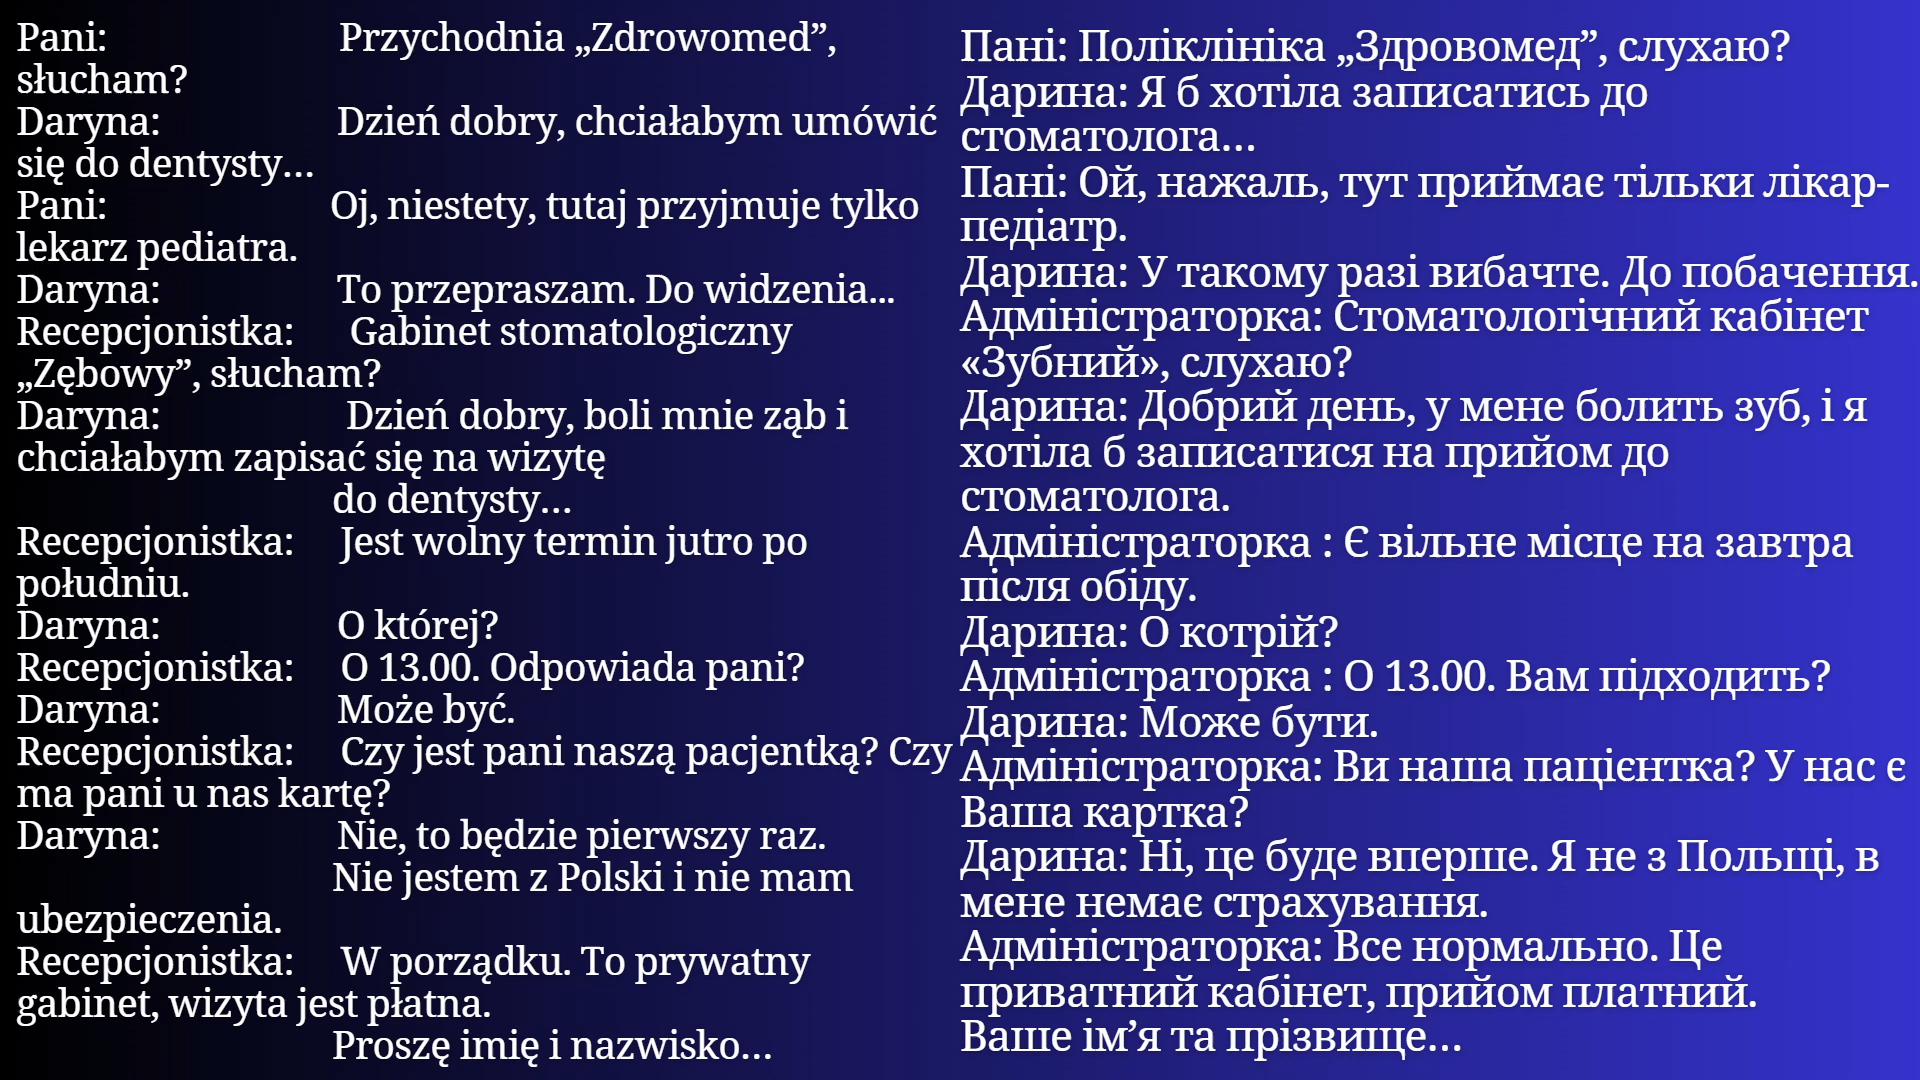 Pani: Przychodnia „Zdrowomed”,
słucham?
Daryna: Dzień dobry, chciałabym umówić
się do dentysty…
Pani: Oj, niestety, tutaj przyjmuje tylko
lekarz pediatra.
Daryna: To przepraszam. Do widzenia...
Recepcjonistka: Gabinet stomatologiczny
„Zębowy”, słucham?
Daryna: Dzień dobry, boli mnie ząb i
chciałabym zapisać się na wizytę
do dentysty…
Recepcjonistka: Jest wolny termin jutro po
południu.
Daryna: O której?
Recepcjonistka: O 13.00. Odpowiada pani?
Daryna: Może być.
Recepcjonistka: Czy jest pani naszą pacjentką? Czy
ma pani u nas kartę?
Daryna: Nie, to będzie pierwszy raz.
Nie jestem z Polski i nie mam
ubezpieczenia.
Recepcjonistka: W porządku. To prywatny
gabinet, wizyta jest płatna.
Proszę imię i nazwisko…
Пані: Поліклініка „Здровомед”, слухаю?
Дарина: Я б хотіла записатись до
стоматолога…
Пані: Ой, нажаль, тут приймає тільки лікар-
педіатр.
Дарина: У такому разі вибачте. До побачення.
Адміністраторка: Стоматологічний кабінет
«Зубний», слухаю?
Дарина: Добрий день, у мене болить зуб, і я
хотіла б записатися на прийом до
стоматолога.
Адміністраторка : Є вільне місце на завтра
після обіду.
Дарина: О котрій?
Адміністраторка : О 13.00. Вам підходить?
Дарина: Може бути.
Адміністраторка: Ви наша пацієнтка? У нас є
Ваша картка?
Дарина: Ні, це буде вперше. Я не з Польщі, в
мене немає страхування.
Адміністраторка: Все нормально. Це
приватний кабінет, прийом платний.
Ваше ім’я та прізвище…